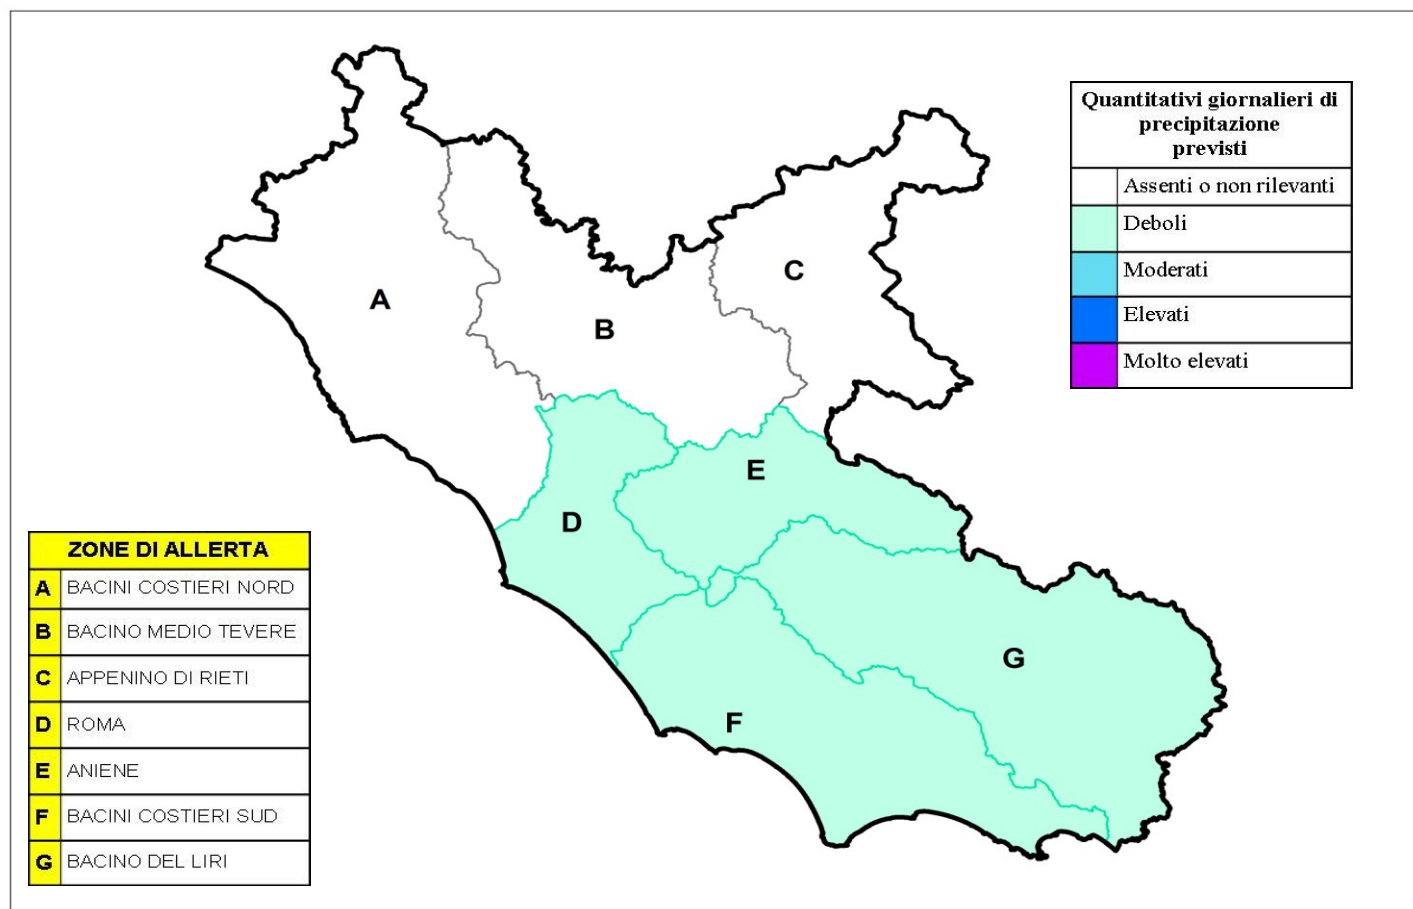 Quantitativi giornalieri di
precipitazione
previsti
Assenti o non rilevanti
Deboli
Moderati
Elevati
Molto elevati
A
B
C
D
E
F
G
ZONE DI ALLERTA
A BACINI COSTIERI NORD
B BACINO MEDIO TEVERE
C APPENINO DI RIETI
D ROMA
E ANIENE
F BACINI COSTIERI SUD
G BACINO DEL LIRI